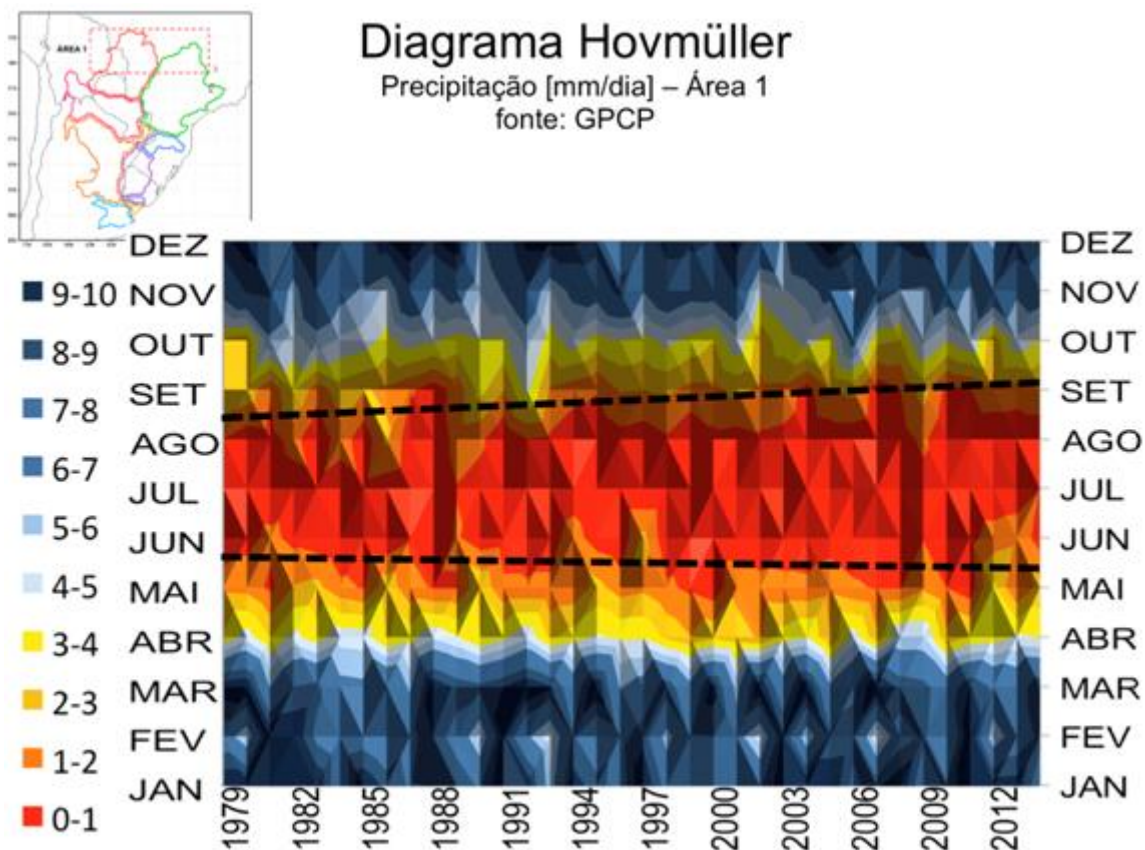 Diagrama Hovmüller
Precipitação [mm/dia] – Área 1
fonte: GPCP
ÁREA 1
DEZ
NOV
OUT
SET
AGO
JUL
JUN
MAI
ABR
MAR
FEV
JAN
9-10
8-9
7-8
6-7
5-6
4-5
3-4
2-3
1-2
0-1
DEZ
NOV
OUT
SET
AGO
JUL
JUN
MAI
ABR
MAR
FEV
JAN
1979 1982 1985 1988 1991 1994 1997 2000 2003 2006 2009 2012